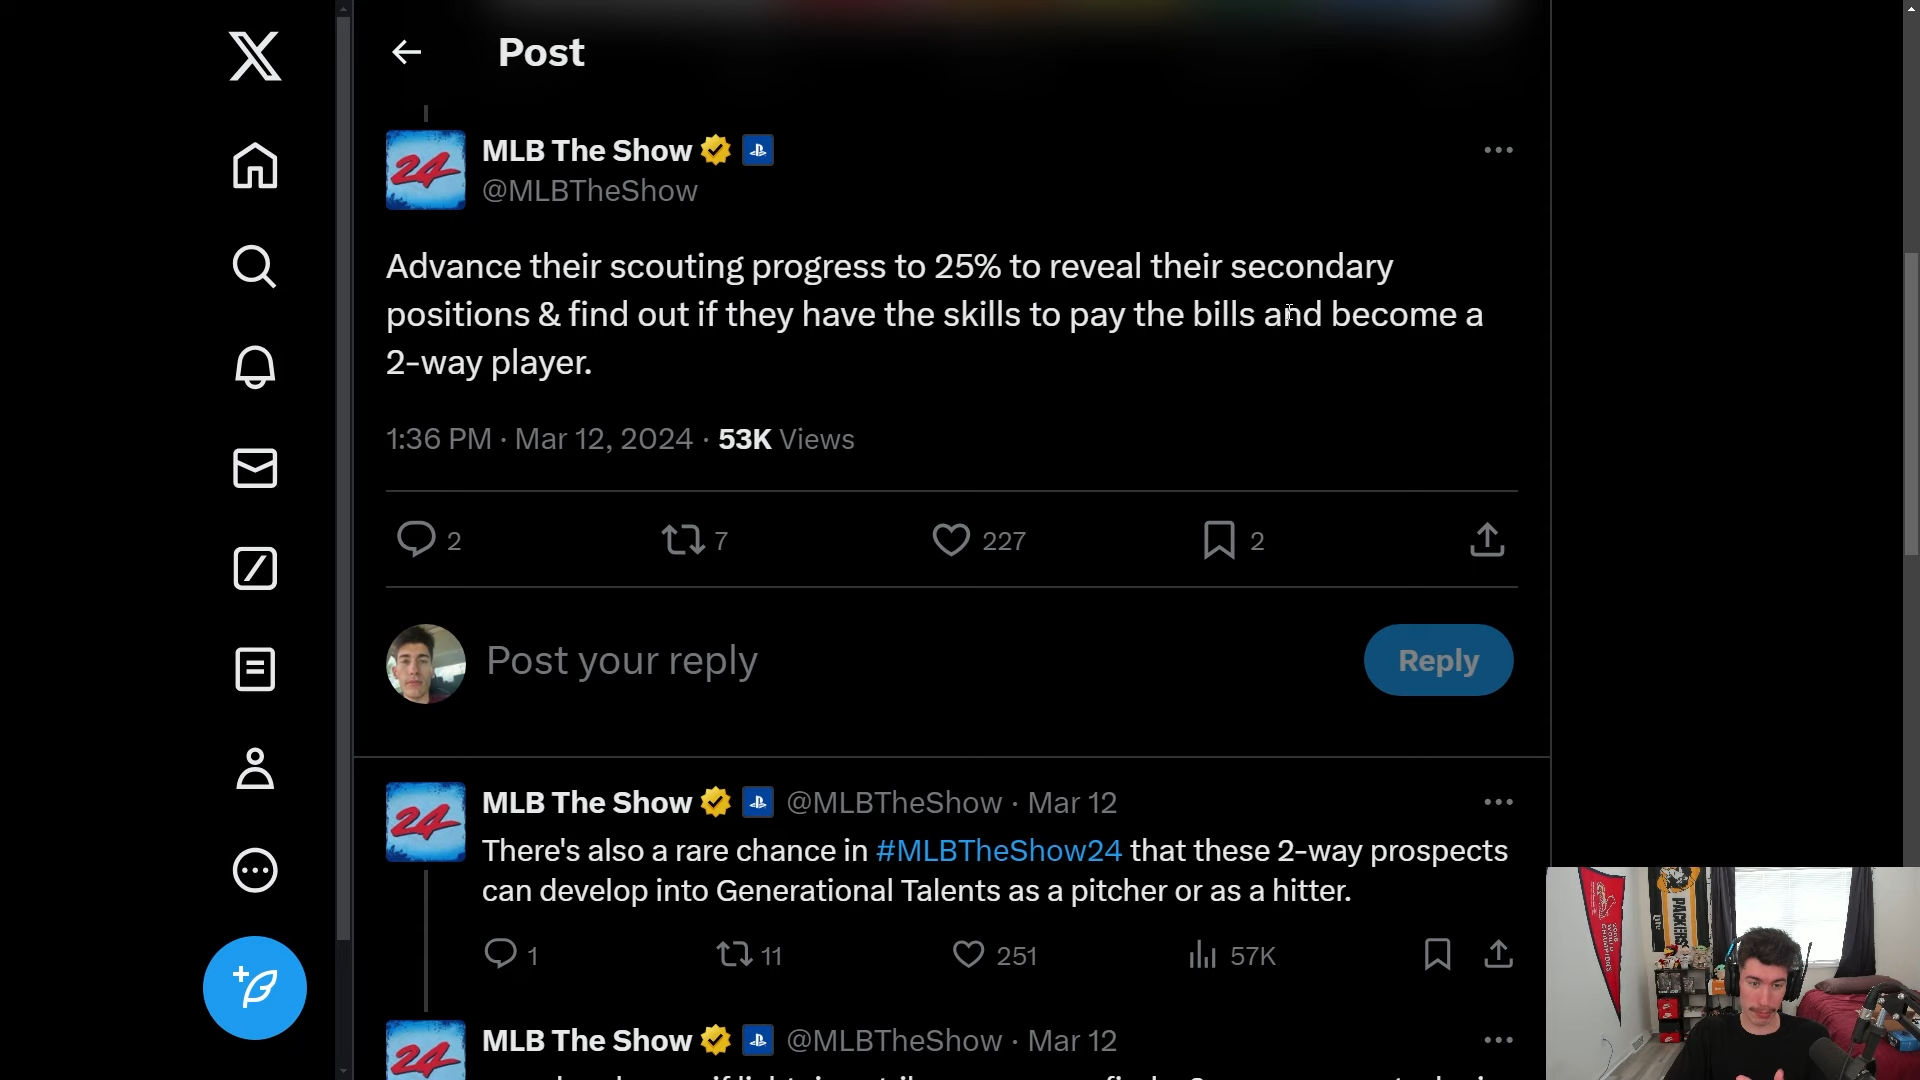 Post
MLB The Show
@MLBTheShow
Advance their scouting progress to 25% to reveal their secondary
positions & find out if they have the skills to pay the bills and become a
2-way player.
1:36 PM · Mar 12, 2024 · 53K Views
2 7 227 2
Post your reply
Reply
MLB The Show @MLBTheShow · Mar 12
There's also a rare chance in #MLBTheShow24 that these 2-way prospects
can develop into Generational Talents as a pitcher or as a hitter.
1 11 251 57K
MLB The Show @MLBTheShow · Mar 12
24
24
24
PACKERS